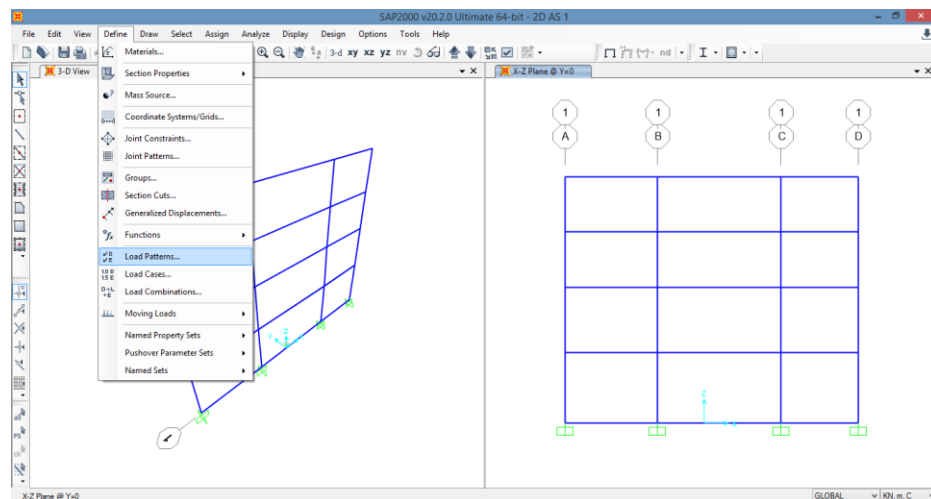 SAP2000 v20.2.0 Ultimate 64-bit - 2D AS 1
File Edit View Define Draw Select Assign Analyze Display Design Options Tools Help
3-d xy xz yz nv
nd
3-D View
X-Z Plane @ Y=0
Materials...
Section Properties
Mass Source...
Coordinate Systems/Grids...
Joint Constraints...
Joint Patterns...
Groups...
Section Cuts...
Generalized Displacements...
Functions
Load Patterns...
Load Cases...
Load Combinations...
Moving Loads
Named Property Sets
Pushover Parameter Sets
Named Sets
1 1 1 1
A B C D
Z
X
Z
Y
X-Z Plane @ Y=0
GLOBAL
KN, m, C